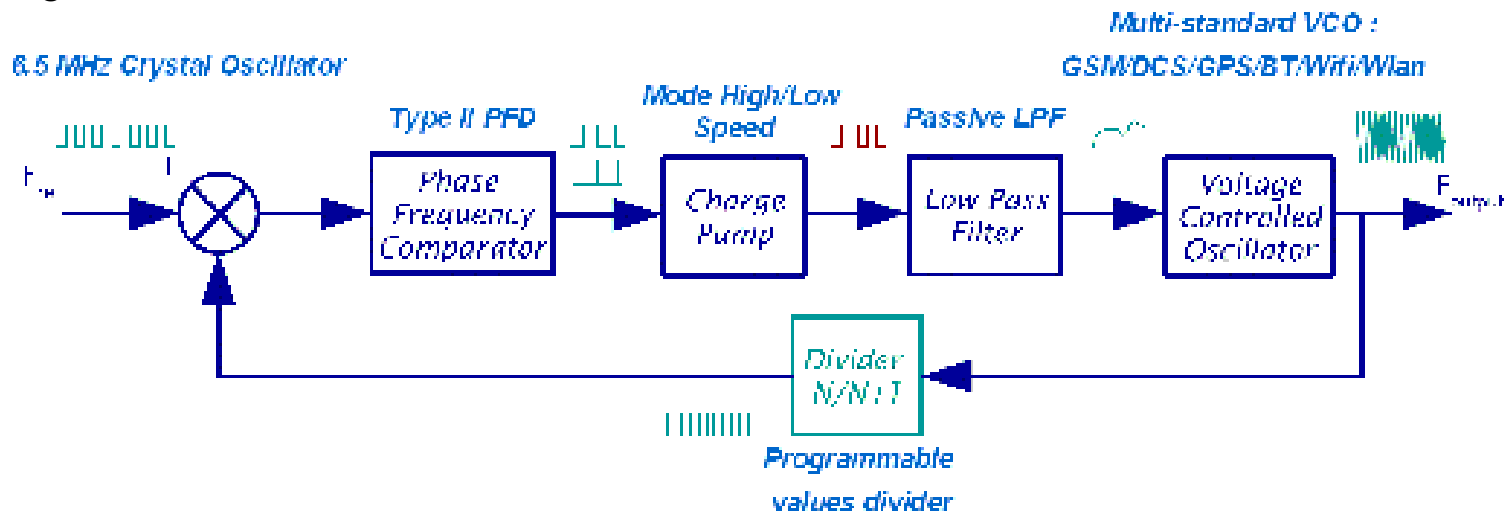 Multi-standard VCO :
6.5 MHz Crystal Oscillator
GSM/DCS/GPS/BT/Wifi/Wlan
Mode High/Low
Speed
Type II PFD
Passive LPF
Phase
Frequency
Comparator
Charge
Pump
Low Pass
Filter
Voltage
Controlled
Oscillator
F output
Divider
Programmable
values divider